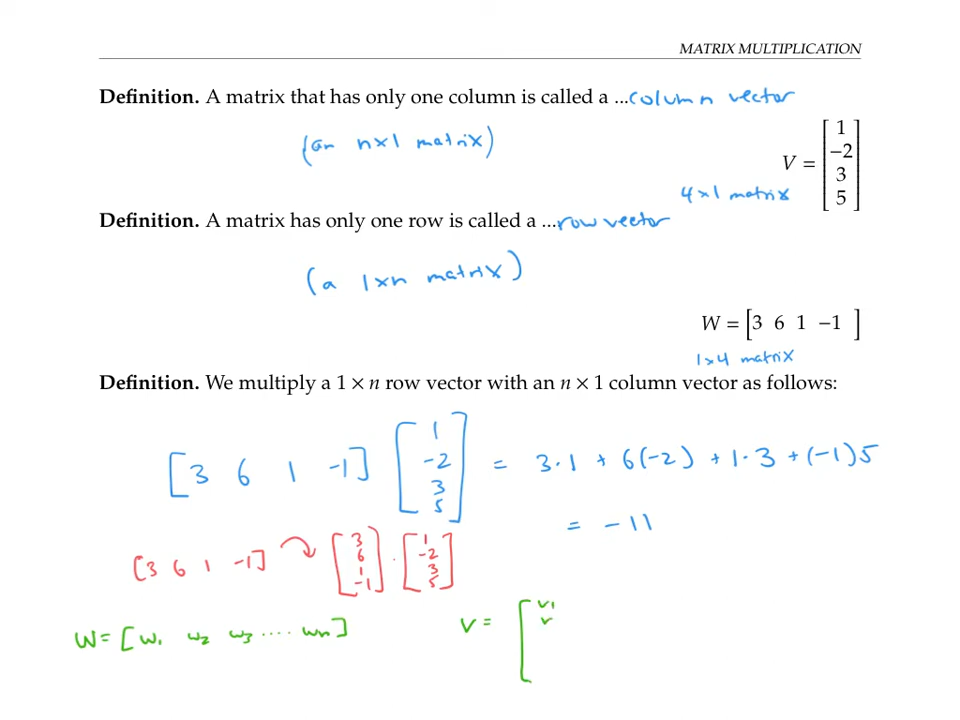 MATRIX MULTIPLICATION
Definition. A matrix that has only one column is called a ...column vector
(an n×1 matrix)
V = [1 −2 3 5]
4×1 matrix
Definition. A matrix has only one row is called a ...row vector
(a 1×n matrix)
W = [3 6 1 −1 ]
1×4 matrix
Definition. We multiply a 1 × n row vector with an n × 1 column vector as follows:
[3 6 1 -1] [1 -2 3 5] = 3·1 + 6(-2) + 1·3 + (-1)5
= -11
[3 6 1 -1] [3 6 1 -1] · [1 -2 3 5]
W = [w1 w2 w3 .... wn] V = [v1 v